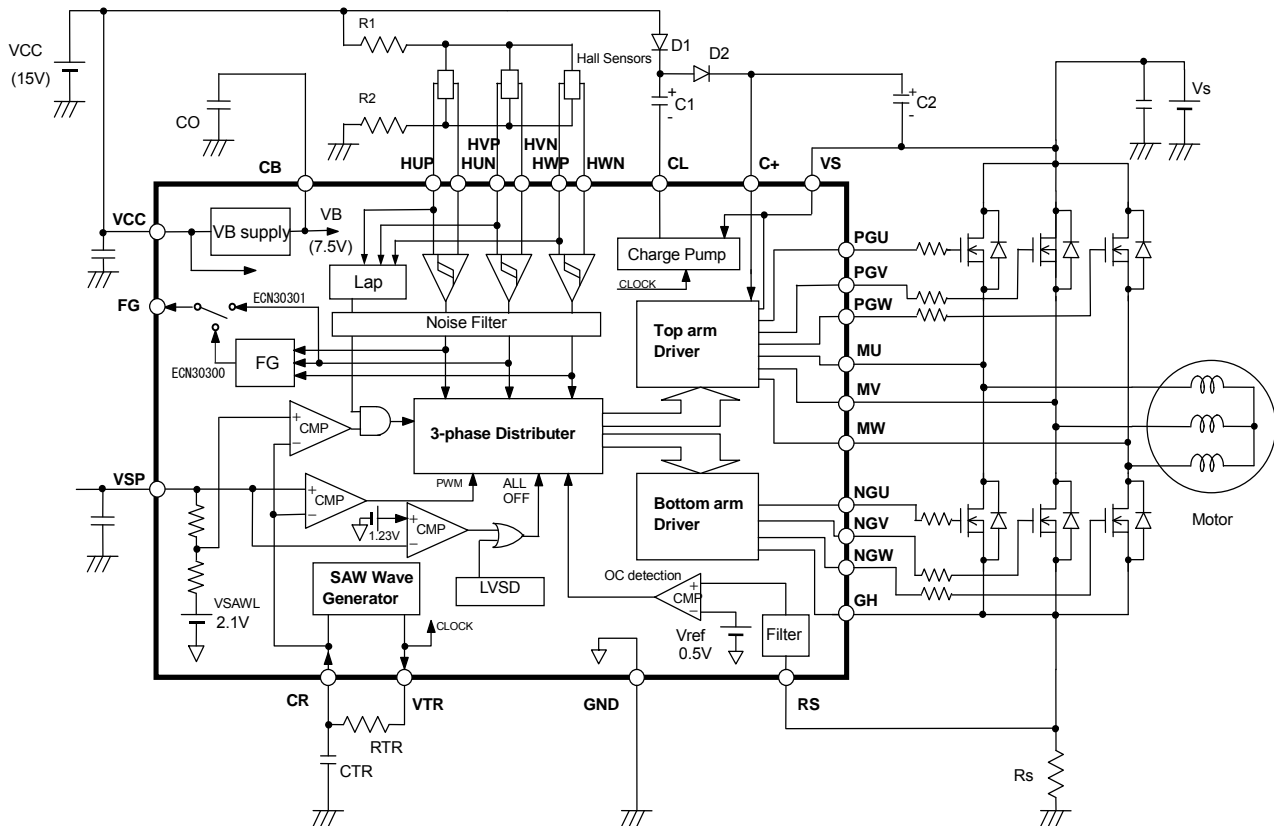 R1
D1
D2
VCC
(15V)
Hall Sensors
Vs
R2
+
C1
-
+
C2
-
CO
HVP
HVN
CB
HUP
HUN
HWP
HWN
CL
C+
VS
VCC
VB supply
VB
(7.5V)
Lap
Charge Pump
CLOCK
PGU
PGV
PGW
FG
ECN30301
Noise Filter
Top arm
Driver
FG
ECN30300
MU
MV
MW
+
CMP
−
3-phase Distributer
VSP
+
CMP
−
PWM
ALL
OFF
1.23V
+
CMP
−
Bottom arm
Driver
NGU
NGV
NGW
Motor
LVSD
SAW Wave
Generator
OC detection
+
CMP
−
VSAWL
2.1V
CLOCK
Vref
0.5V
Filter
GH
CR
VTR
GND
RS
RTR
CTR
Rs